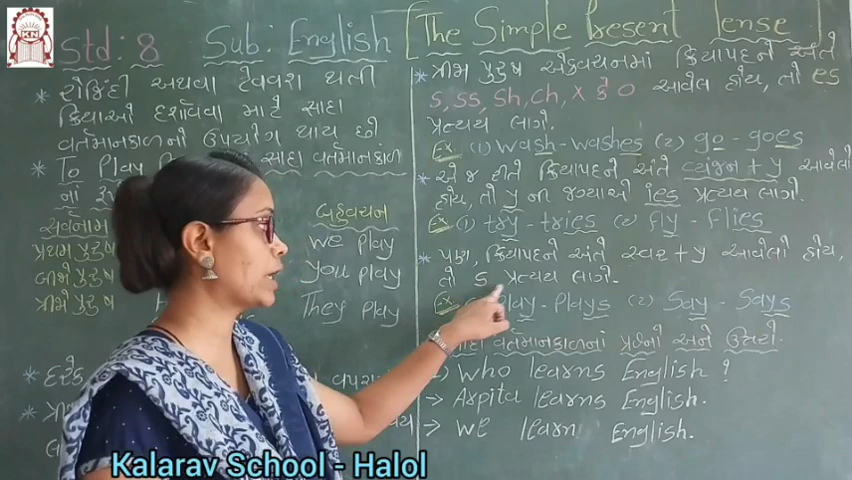 KN
Std: 8 Sub: English
The Simple Present Tense
* રોજિંદી અથવા ટેવવશ થતી
ક્રિયાઓ દર્શાવવા માટે સાદા
વર્તમાનકાળનો ઉપયોગ થાય છે
* To Play સાદા વર્તમાનકાળ
નાં
સર્વનામ બહુવચન
પ્રથમ પુરુષ We Play
બીજો પુરુષ You Play
ત્રીજો પુરુષ They Play
* દરેક
*
* ત્રીજા પુરુષ એકવચનમાં ક્રિયાપદને અંતે
S, SS, Sh, Ch, X કે O આવેલ હોય, તો es
પ્રત્યય લાગે.
Ex. (1) Wash - washes (2) go - goes
* એ જ રીતે ક્રિયાપદને અંતે વ્યંજન + y આવેલો
હોય, તો y ની જગ્યાએ ies પ્રત્યય લાગે.
Ex. (1) try - tries (2) fly flies
* પણ, ક્રિયાપદને અંતે સ્વર + y આવેલો હોય,
તો s પ્રત્યય લાગે.
Ex. Play - Plays (2) Say - Says
સાદા વર્તમાનકાળનાં પ્રશ્નો અને ઉત્તરો.
→ Who learns English ?
→ Arpita learns English.
→ We learn English.
Kalarav School - Halol